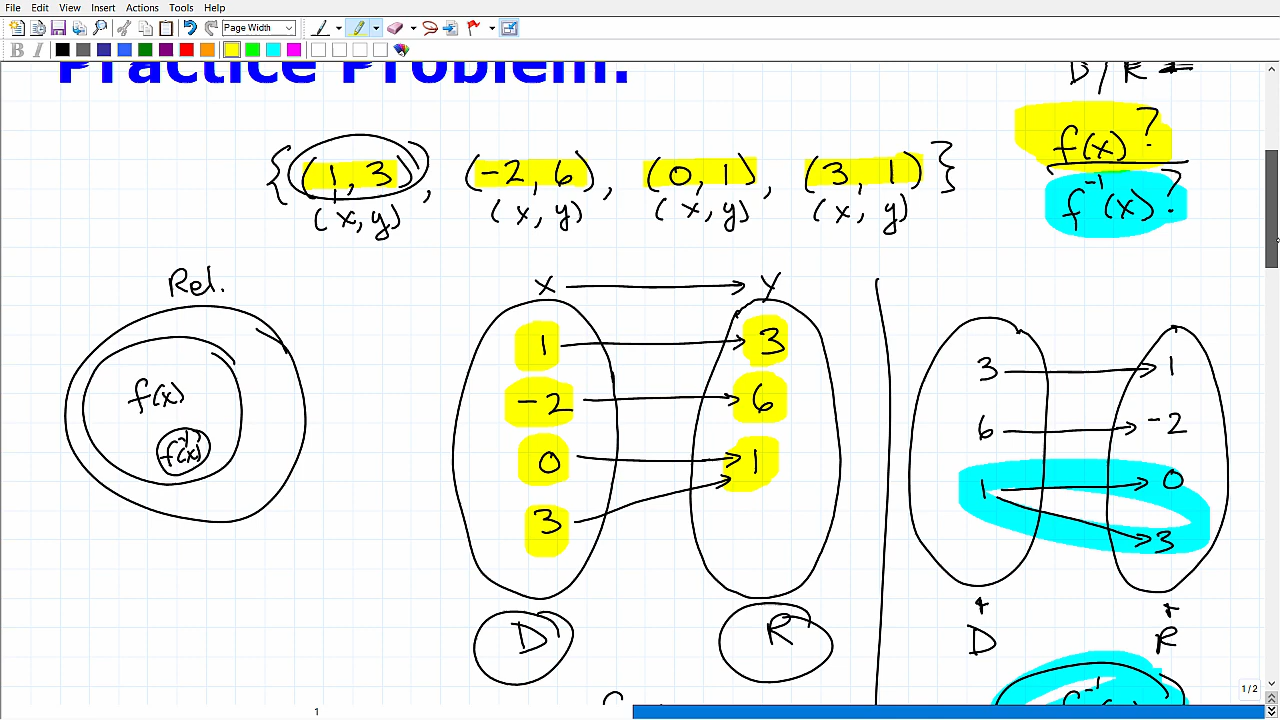 File Edit View Insert Actions Tools Help
Page Width
B I
Practice Problem:
D / R =
{(1, 3), (-2, 6), (0, 1), (3, 1)}
(x, y) (x, y) (x, y) (x, y)
f(x)?
f⁻¹(x)?
Rel.
f(x)
f⁻¹(x)
X → Y
1 → 3
-2 → 6
0 → 1
3
D R
3 → 1
6 → -2
1 → 0
3
D R
f⁻¹
1/2
1